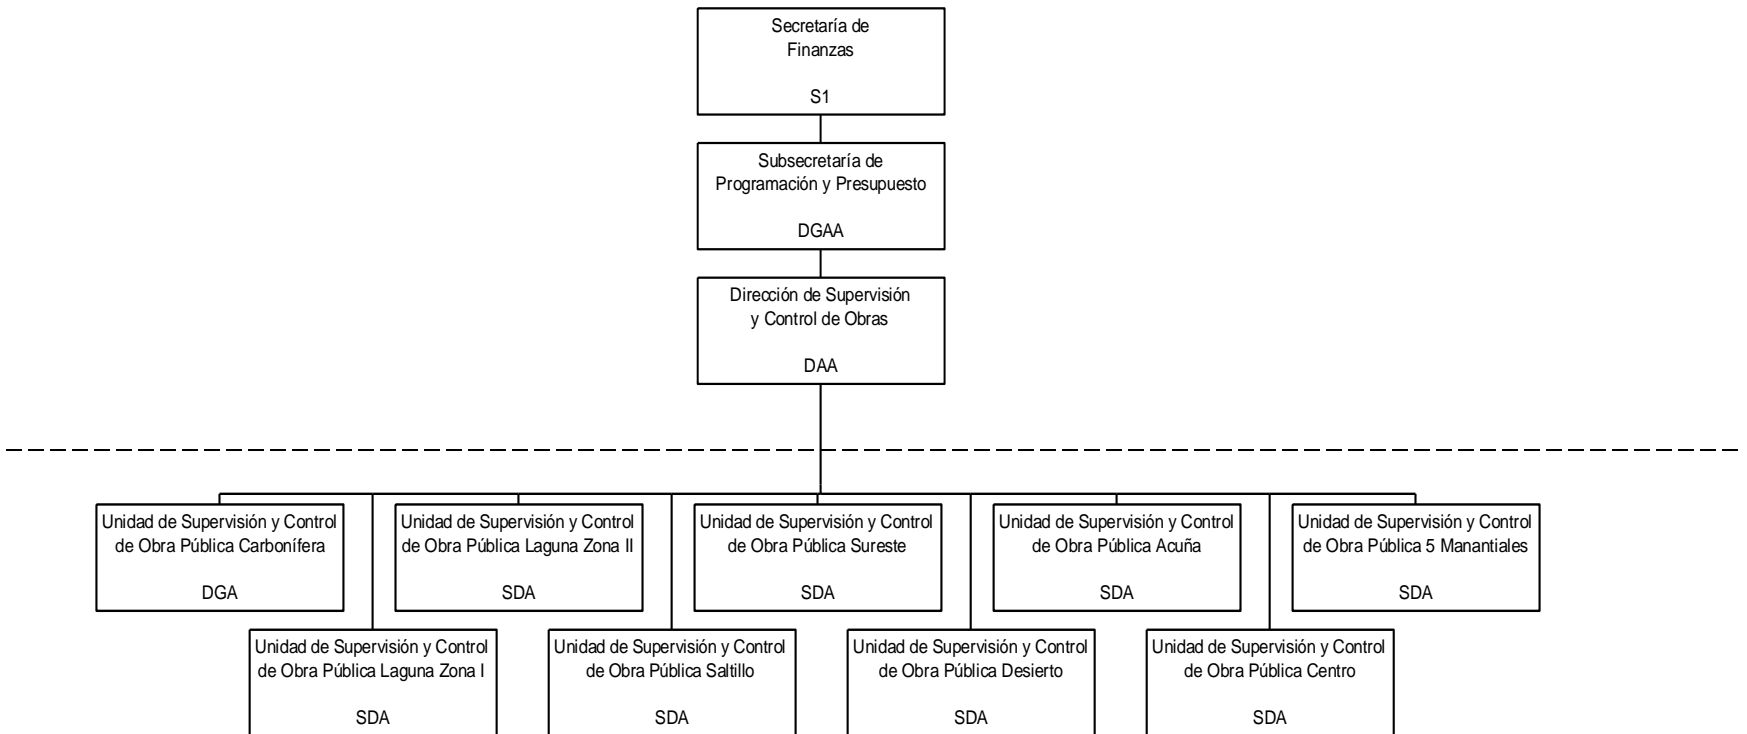 Secretaría de
Finanzas
S1
Subsecretaría de
Programación y Presupuesto
DGAA
Dirección de Supervisión
y Control de Obras
DAA
Unidad de Supervisión y Control
de Obra Pública Carbonífera
DGA
Unidad de Supervisión y Control
de Obra Pública Laguna Zona II
SDA
Unidad de Supervisión y Control
de Obra Pública Sureste
SDA
Unidad de Supervisión y Control
de Obra Pública Acuña
SDA
Unidad de Supervisión y Control
de Obra Pública 5 Manantiales
SDA
Unidad de Supervisión y Control
de Obra Pública Laguna Zona I
SDA
Unidad de Supervisión y Control
de Obra Pública Saltillo
SDA
Unidad de Supervisión y Control
de Obra Pública Desierto
SDA
Unidad de Supervisión y Control
de Obra Pública Centro
SDA